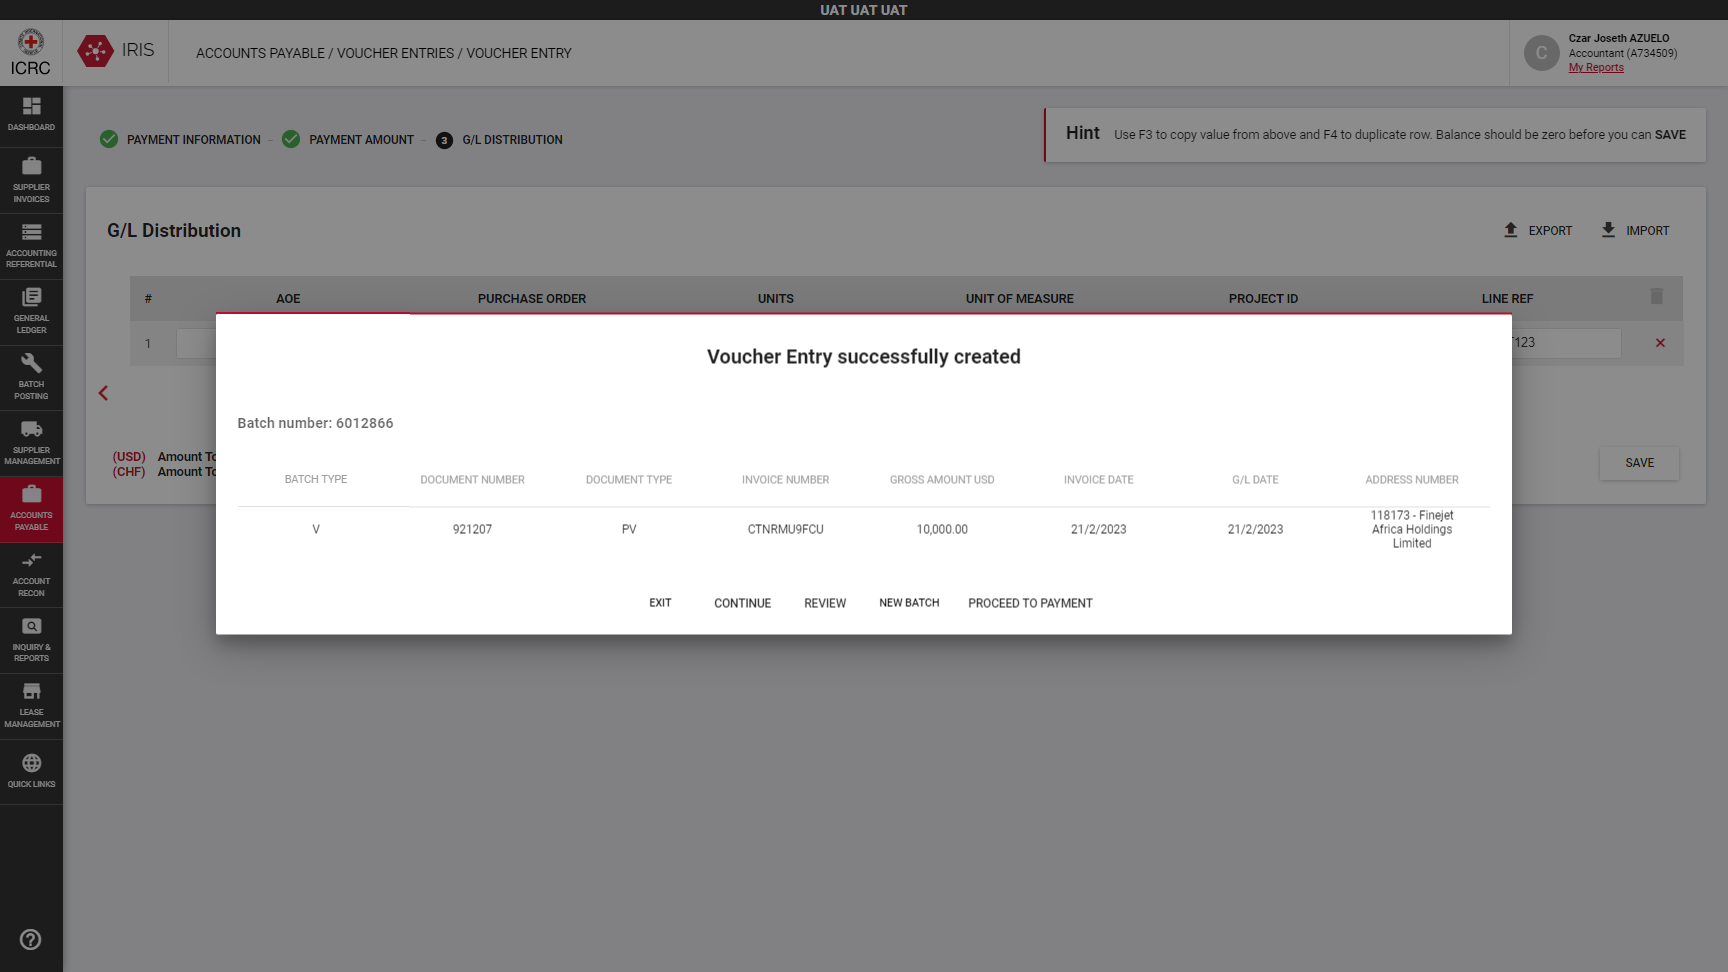 UAT UAT UAT
ICRC
IRIS
ACCOUNTS PAYABLE / VOUCHER ENTRIES / VOUCHER ENTRY
C
Czar Joseth AZUELO
Accountant (A734509)
My Reports
DASHBOARD
SUPPLIER
INVOICES
ACCOUNTING
REFERENTIAL
GENERAL
LEDGER
BATCH
POSTING
SUPPLIER
MANAGEMENT
ACCOUNTS
PAYABLE
ACCOUNT
RECON
INQUIRY &
REPORTS
LEASE
MANAGEMENT
QUICK LINKS
PAYMENT INFORMATION – PAYMENT AMOUNT – 3 G/L DISTRIBUTION
Hint Use F3 to copy value from above and F4 to duplicate row. Balance should be zero before you can SAVE
G/L Distribution
EXPORT IMPORT
# AOE PURCHASE ORDER UNITS UNIT OF MEASURE PROJECT ID LINE REF
1 123
(USD) Amount
(CHF) Amount
SAVE
Voucher Entry successfully created
Batch number: 6012866
BATCH TYPE DOCUMENT NUMBER DOCUMENT TYPE INVOICE NUMBER GROSS AMOUNT USD INVOICE DATE G/L DATE ADDRESS NUMBER
V 921207 PV CTNRMU9FCU 10,000.00 21/2/2023 21/2/2023 118173 - Finejet
Africa Holdings
Limited
EXIT CONTINUE REVIEW NEW BATCH PROCEED TO PAYMENT